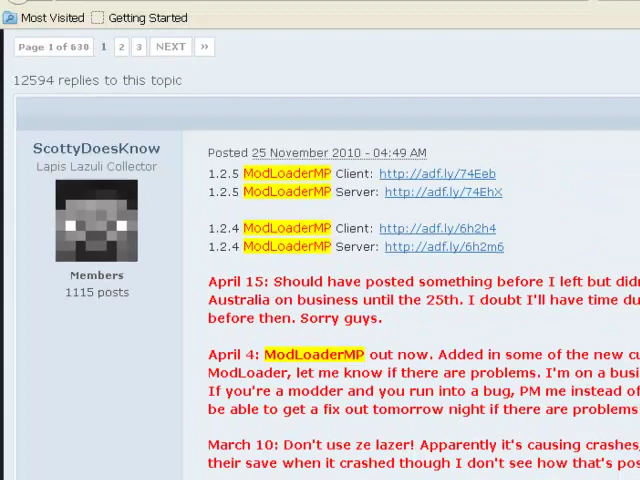 Most Visited Getting Started
Page 1 of 630 1 2 3 NEXT »
12594 replies to this topic
ScottyDoesKnow
Lapis Lazuli Collector
Members
1115 posts
Posted 25 November 2010 - 04:49 AM
1.2.5 ModLoaderMP Client: http://adf.ly/74Eeb
1.2.5 ModLoaderMP Server: http://adf.ly/74EhX
1.2.4 ModLoaderMP Client: http://adf.ly/6h2h4
1.2.4 ModLoaderMP Server: http://adf.ly/6h2m6
April 15: Should have posted something before I left but didn
Australia on business until the 25th. I doubt I'll have time du
before then. Sorry guys.
April 4: ModLoaderMP out now. Added in some of the new cu
ModLoader, let me know if there are problems. I'm on a busi
If you're a modder and you run into a bug, PM me instead of
be able to get a fix out tomorrow night if there are problems
March 10: Don't use ze lazer! Apparently it's causing crashes,
their save when it crashed though I don't see how that's pos